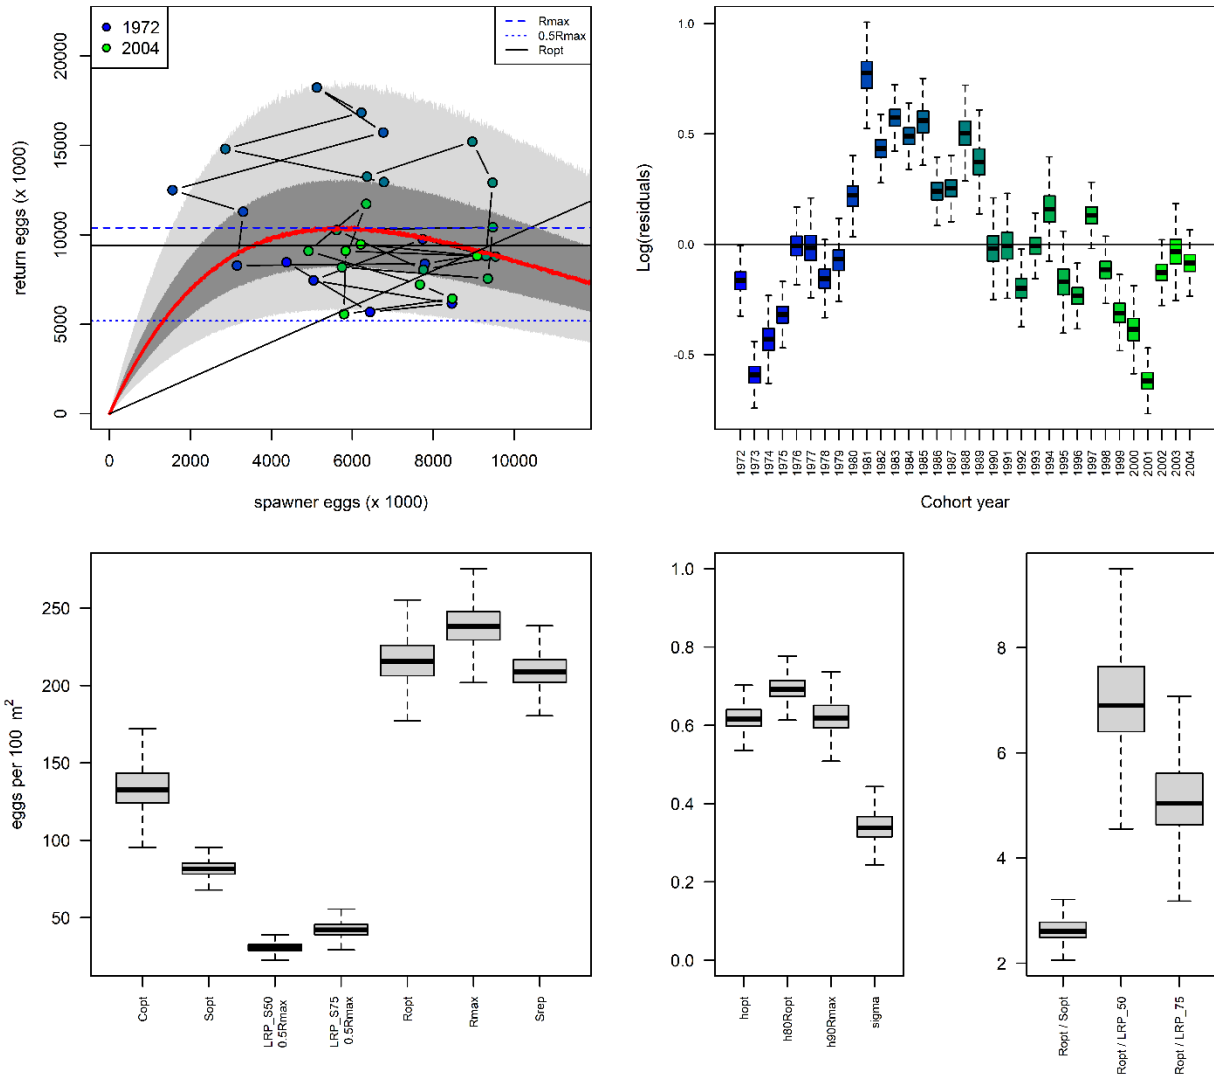 1972
2004
Rmax
0.5Rmax
Ropt
return eggs (x 1000)
0
5000
10000
15000
20000
0
2000
4000
6000
8000
10000
spawner eggs (x 1000)
Log(residuals)
1.0
0.5
0.0
-0.5
1972
1973
1974
1975
1976
1977
1978
1979
1980
1981
1982
1983
1984
1985
1986
1987
1988
1989
1990
1991
1992
1993
1994
1995
1996
1997
1998
1999
2000
2001
2002
2003
2004
Cohort year
eggs per 100 m²
250
200
150
100
50
Copt
Sopt
LRP_S50
0.5Rmax
LRP_S75
0.5Rmax
Ropt
Rmax
Srep
1.0
0.8
0.6
0.4
0.2
0.0
hopt
h80Ropt
h90Rmax
sigma
8
6
4
2
Ropt / Sopt
Ropt / LRP_50
Ropt / LRP_75